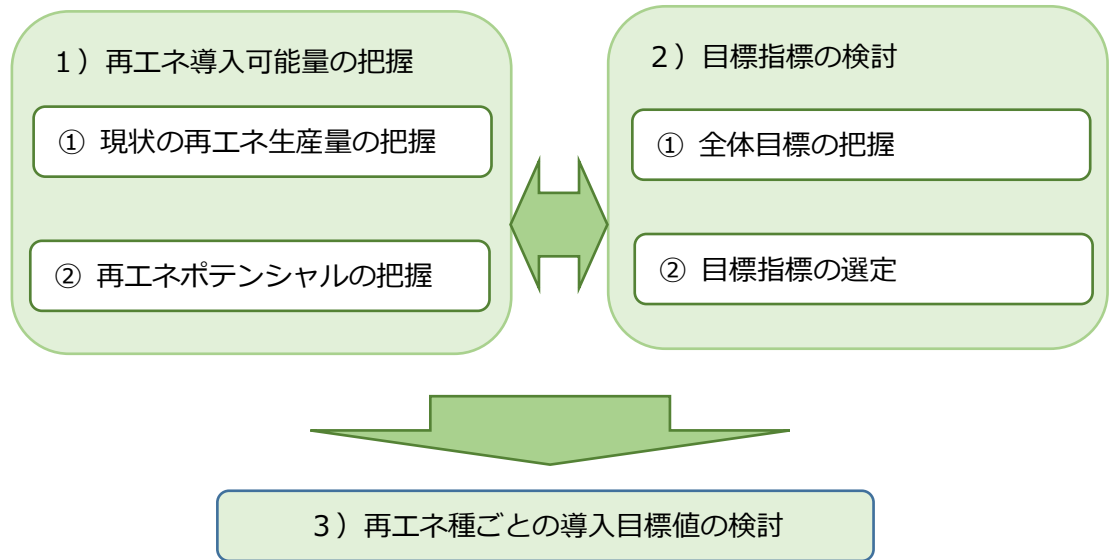 1）再エネ導入可能量の把握
① 現状の再エネ生産量の把握
② 再エネポテンシャルの把握
2）目標指標の検討
① 全体目標の把握
② 目標指標の選定
3）再エネ種ごとの導入目標値の検討